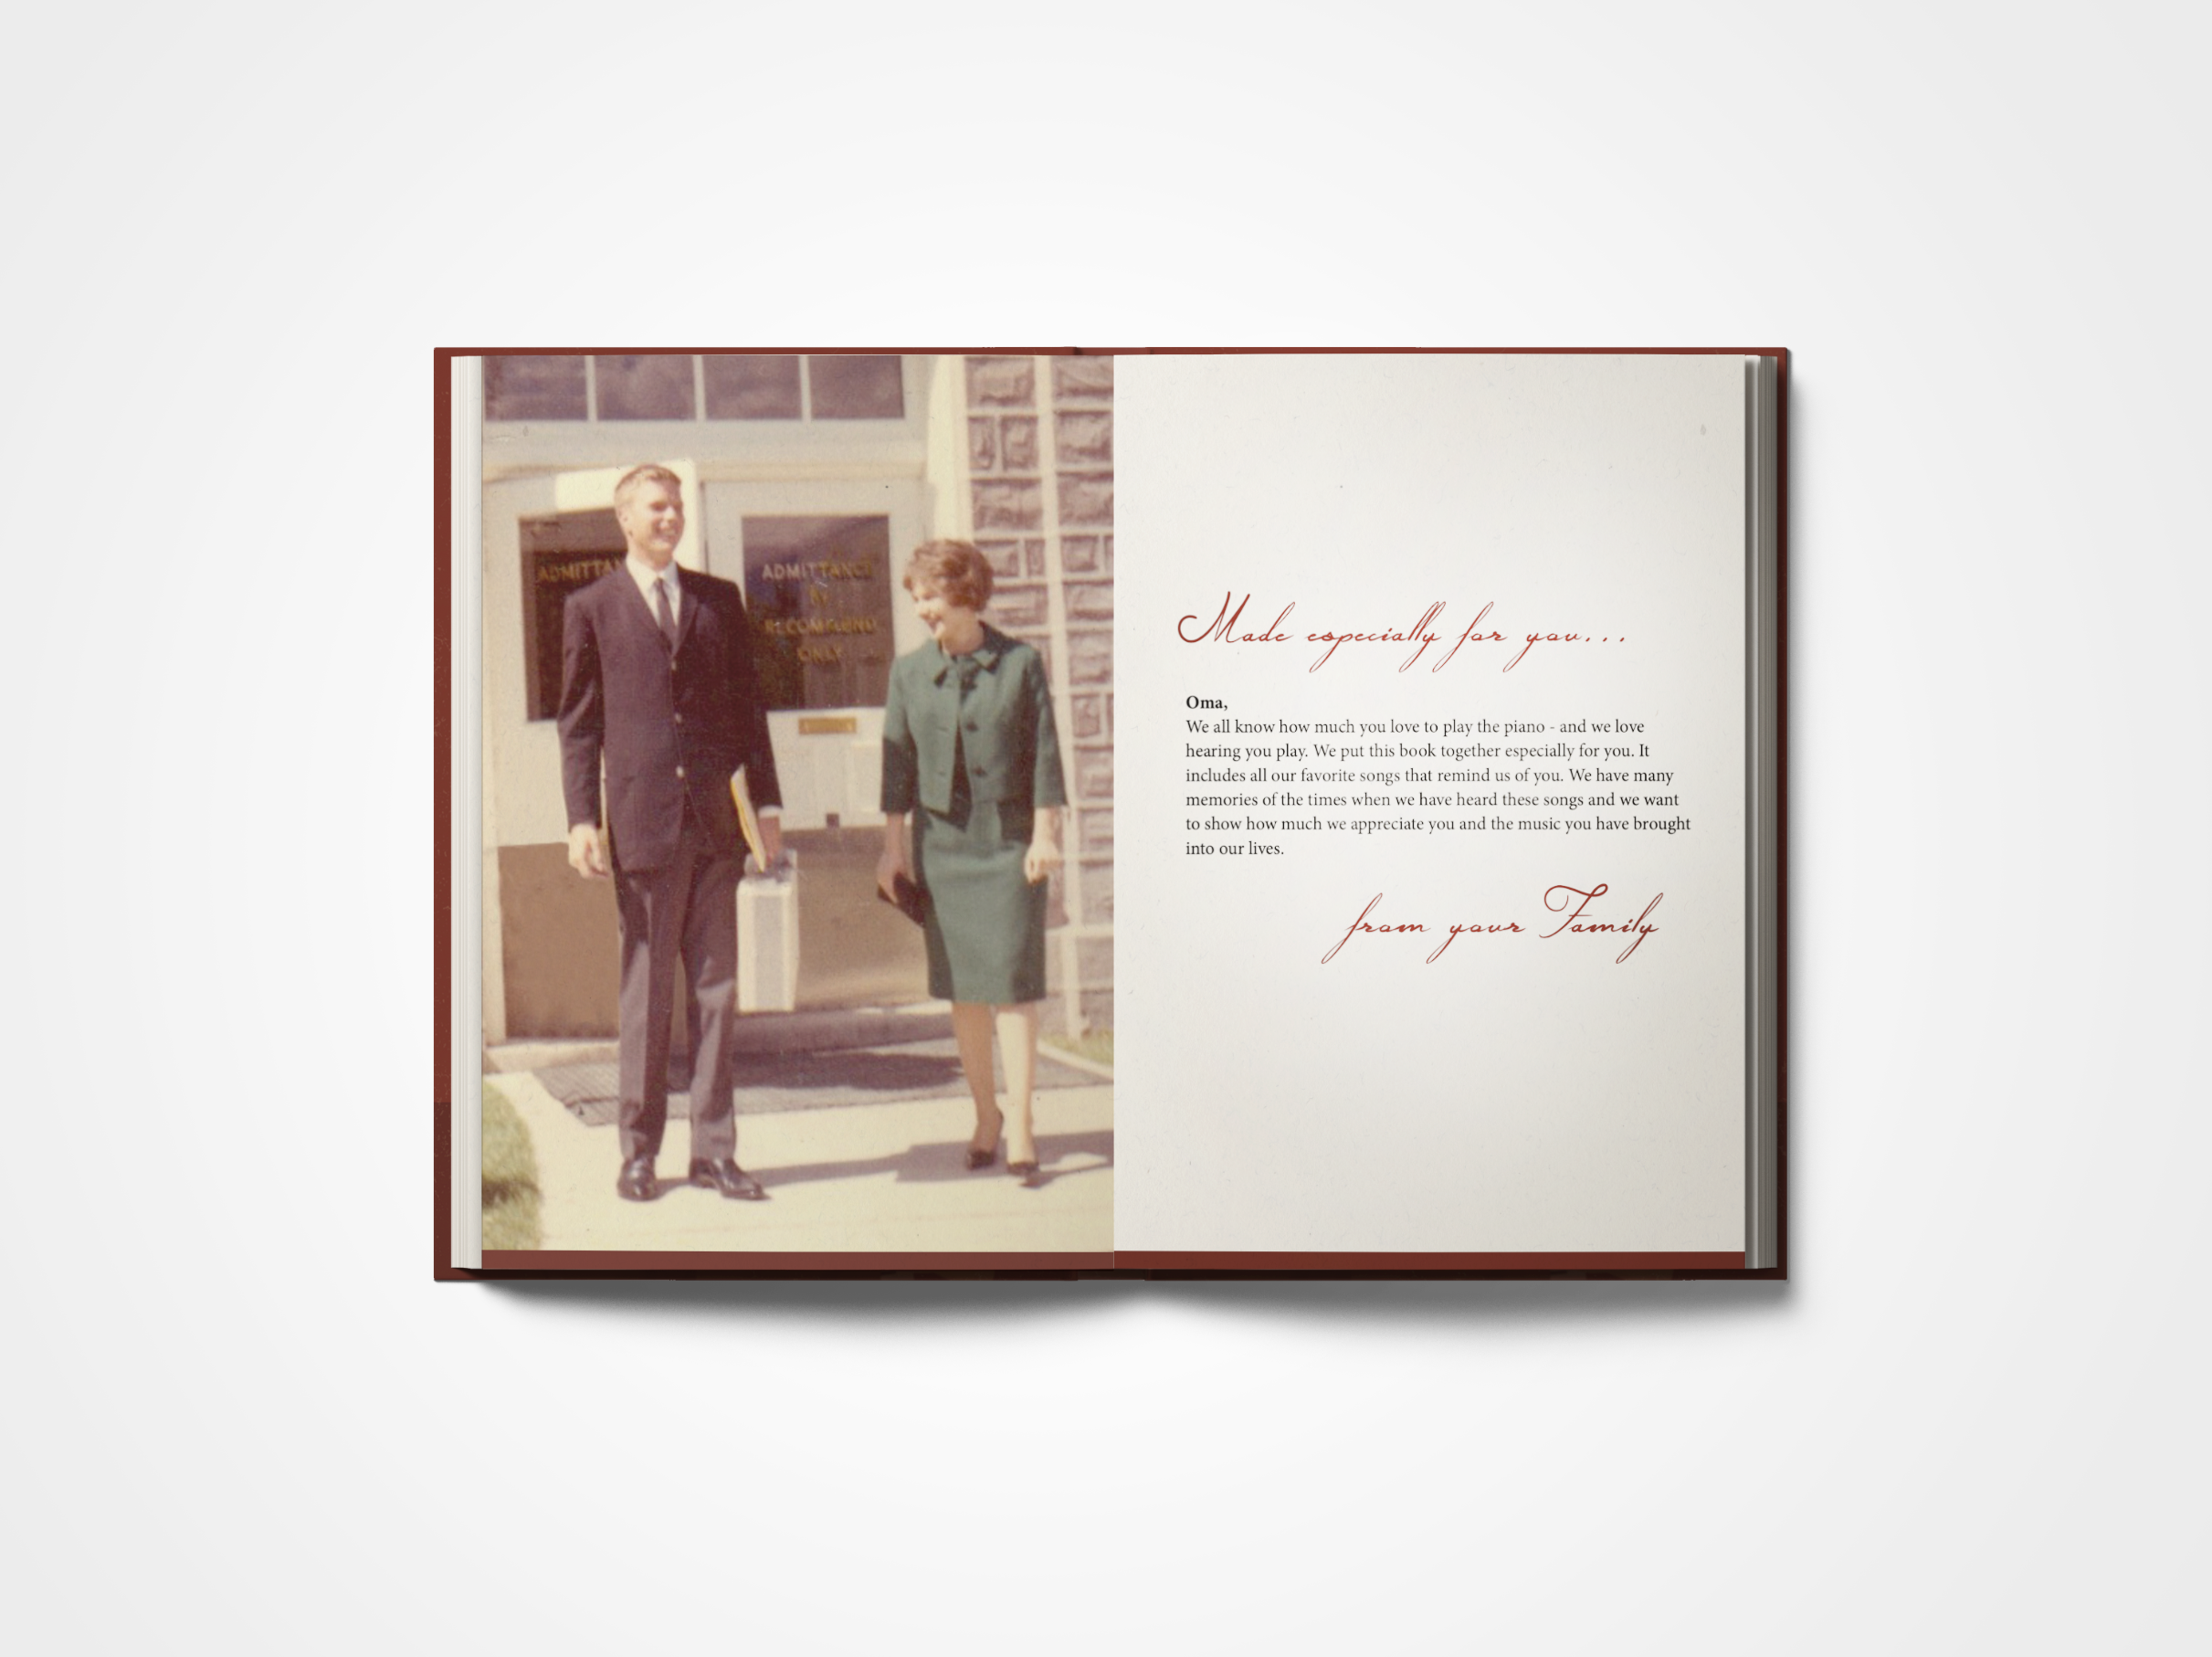 ADMITTAN
ADMITTANCE
BY
RECOMMEND
ONLY
Made especially for you...
Oma,
We all know how much you love to play the piano - and we love
hearing you play. We put this book together especially for you. It
includes all our favorite songs that remind us of you. We have many
memories of the times when we have heard these songs and we want
to show how much we appreciate you and the music you have brought
into our lives.
from your Family